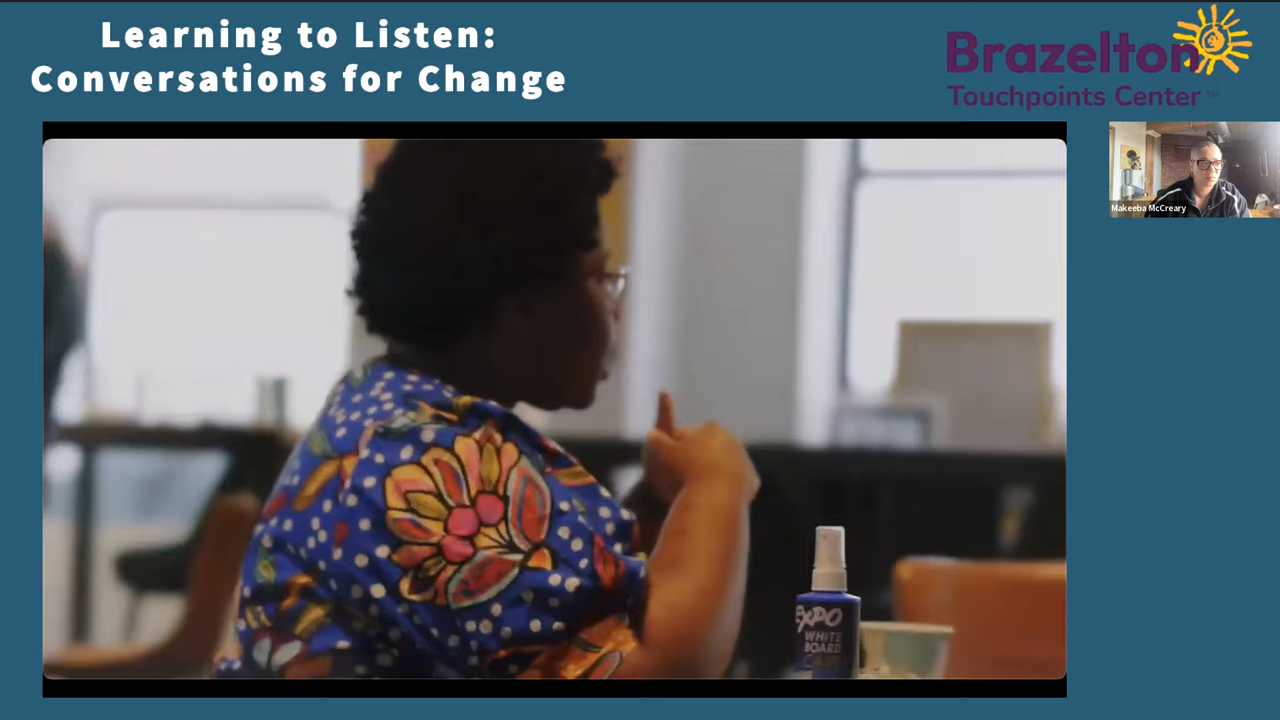 Learning to Listen:
Conversations for Change
Brazelton
Touchpoints Center
Makeeba McCreary
EXPO
WHITE
BOARD